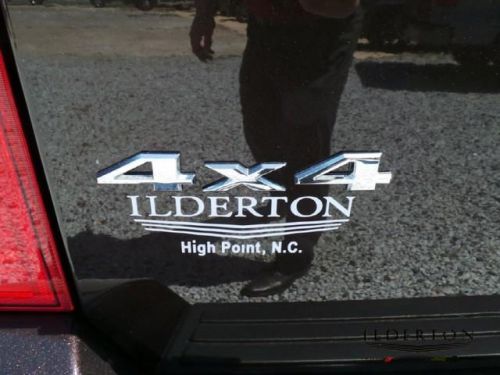 4x4
ILDERTON
High Point, N.C.
ILDERTON